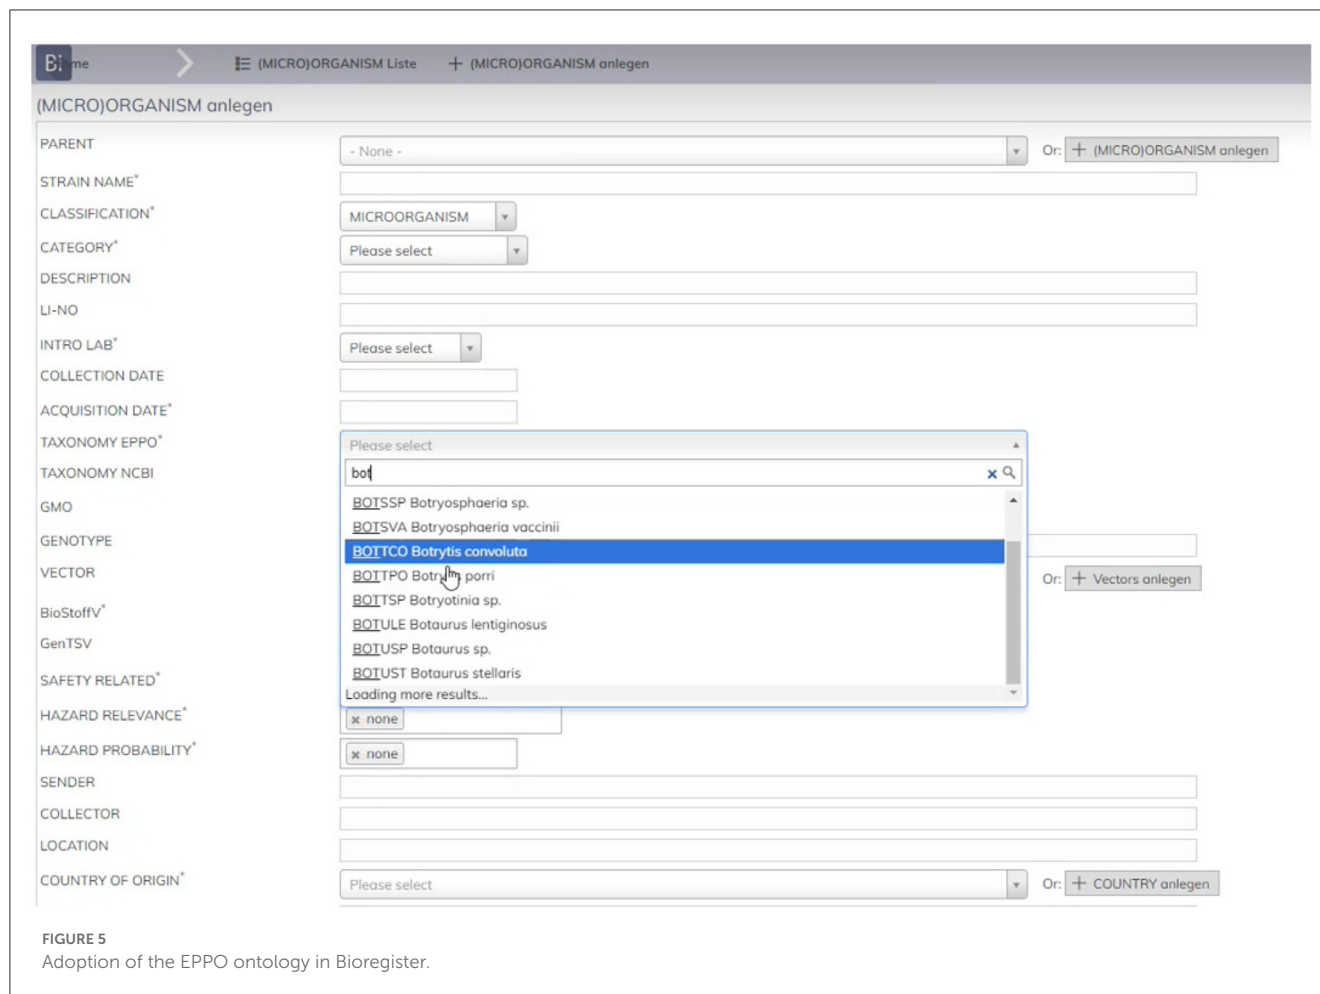 Bi ome (MICRO)ORGANISM Liste + (MICRO)ORGANISM anlegen
(MICRO)ORGANISM anlegen
PARENT - None - Or: + (MICRO)ORGANISM anlegen
STRAIN NAME*
CLASSIFICATION* MICROORGANISM
CATEGORY* Please select
DESCRIPTION
LI-NO
INTRO LAB* Please select
COLLECTION DATE
ACQUISITION DATE*
TAXONOMY EPPO* Please select
TAXONOMY NCBI bot
GMO BOTSSP Botryosphaeria sp.
BOTSVA Botryosphaeria vaccinii
GENOTYPE BOTTCO Botrytis convoluta
VECTOR BOTTPO porri Or: + Vectors anlegen
BOTTSP Botryotinia sp.
BioStoffV* BOTULE Botaurus lentiginosus
GenTSV BOTUSP Botaurus sp.
SAFETY RELATED* BOTUST Botaurus stellaris
Loading more results...
HAZARD RELEVANCE* × none
HAZARD PROBABILITY* × none
SENDER
COLLECTOR
LOCATION
COUNTRY OF ORIGIN* Please select Or: + COUNTRY anlegen
FIGURE 5
Adoption of the EPPO ontology in Bioregister.